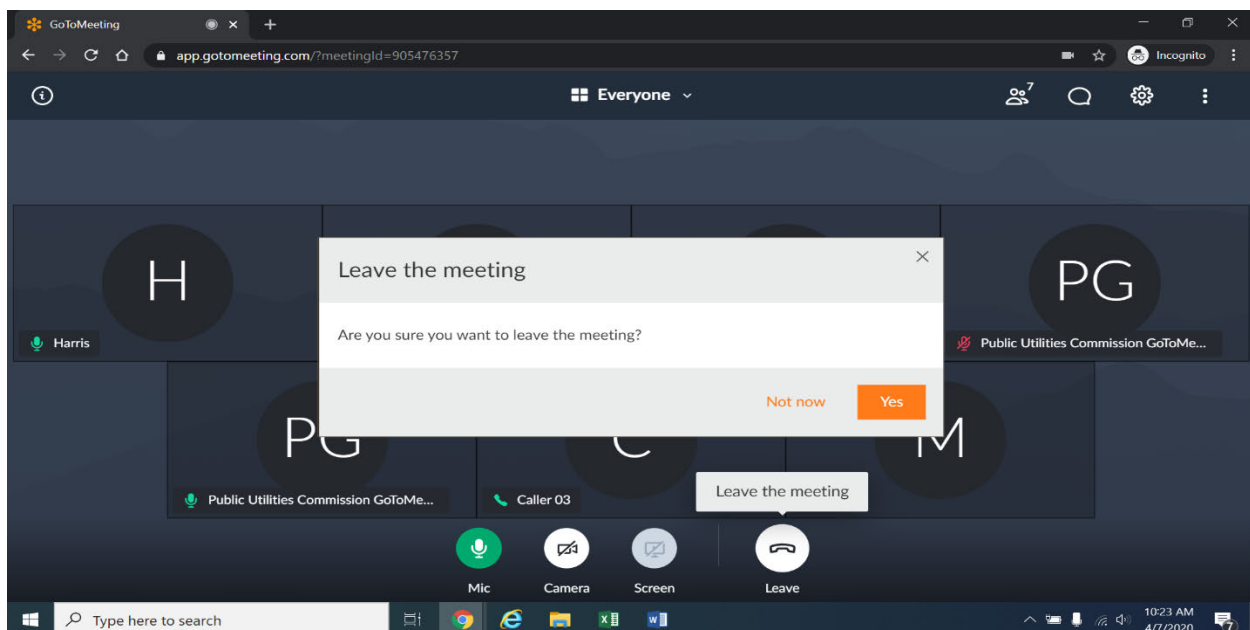 GoToMeeting
app.gotomeeting.com/?meetingId=905476357
Incognito
Everyone
7
H
PG
Leave the meeting
Are you sure you want to leave the meeting?
Not now
Yes
Harris
Public Utilities Commission GoToMe...
PG
C
M
Public Utilities Commission GoToMe...
Caller 03
Leave the meeting
Mic
Camera
Screen
Leave
Type here to search
10:23 AM
4/7/2020
7